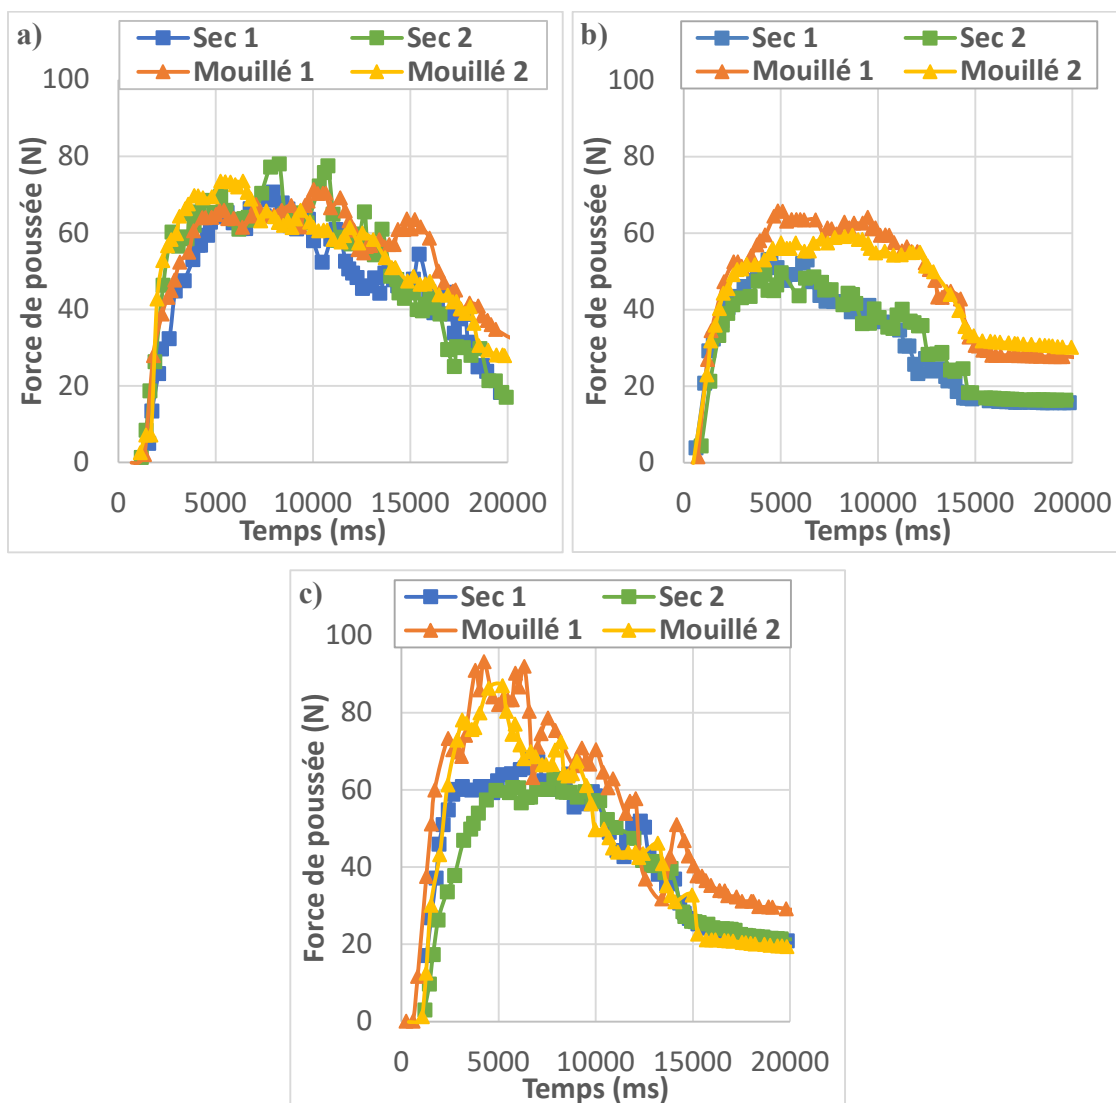 a)
Sec 1
Sec 2
Mouillé 1
Mouillé 2
Force de poussée (N)
100
80
60
40
20
0
0 5000 10000 15000 20000
Temps (ms)
b)
Sec 1
Sec 2
Mouillé 1
Mouillé 2
Force de poussée (N)
100
80
60
40
20
0
0 5000 10000 15000 20000
Temps (ms)
c)
Sec 1
Sec 2
Mouillé 1
Mouillé 2
Force de poussée (N)
100
80
60
40
20
0
0 5000 10000 15000 20000
Temps (ms)